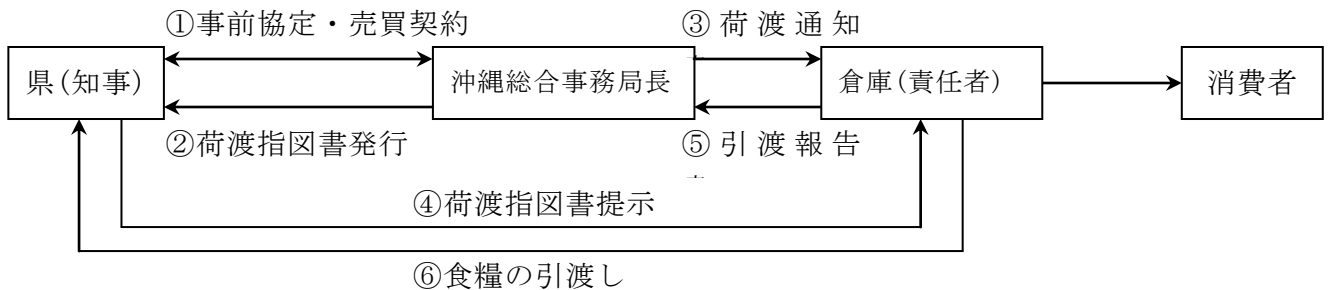 ①事前協定・売買契約
③荷渡通知
県(知事)
沖縄総合事務局長
倉庫(責任者)
消費者
②荷渡指図書発行
⑤引渡報告
④荷渡指図書提示
⑥食糧の引渡し